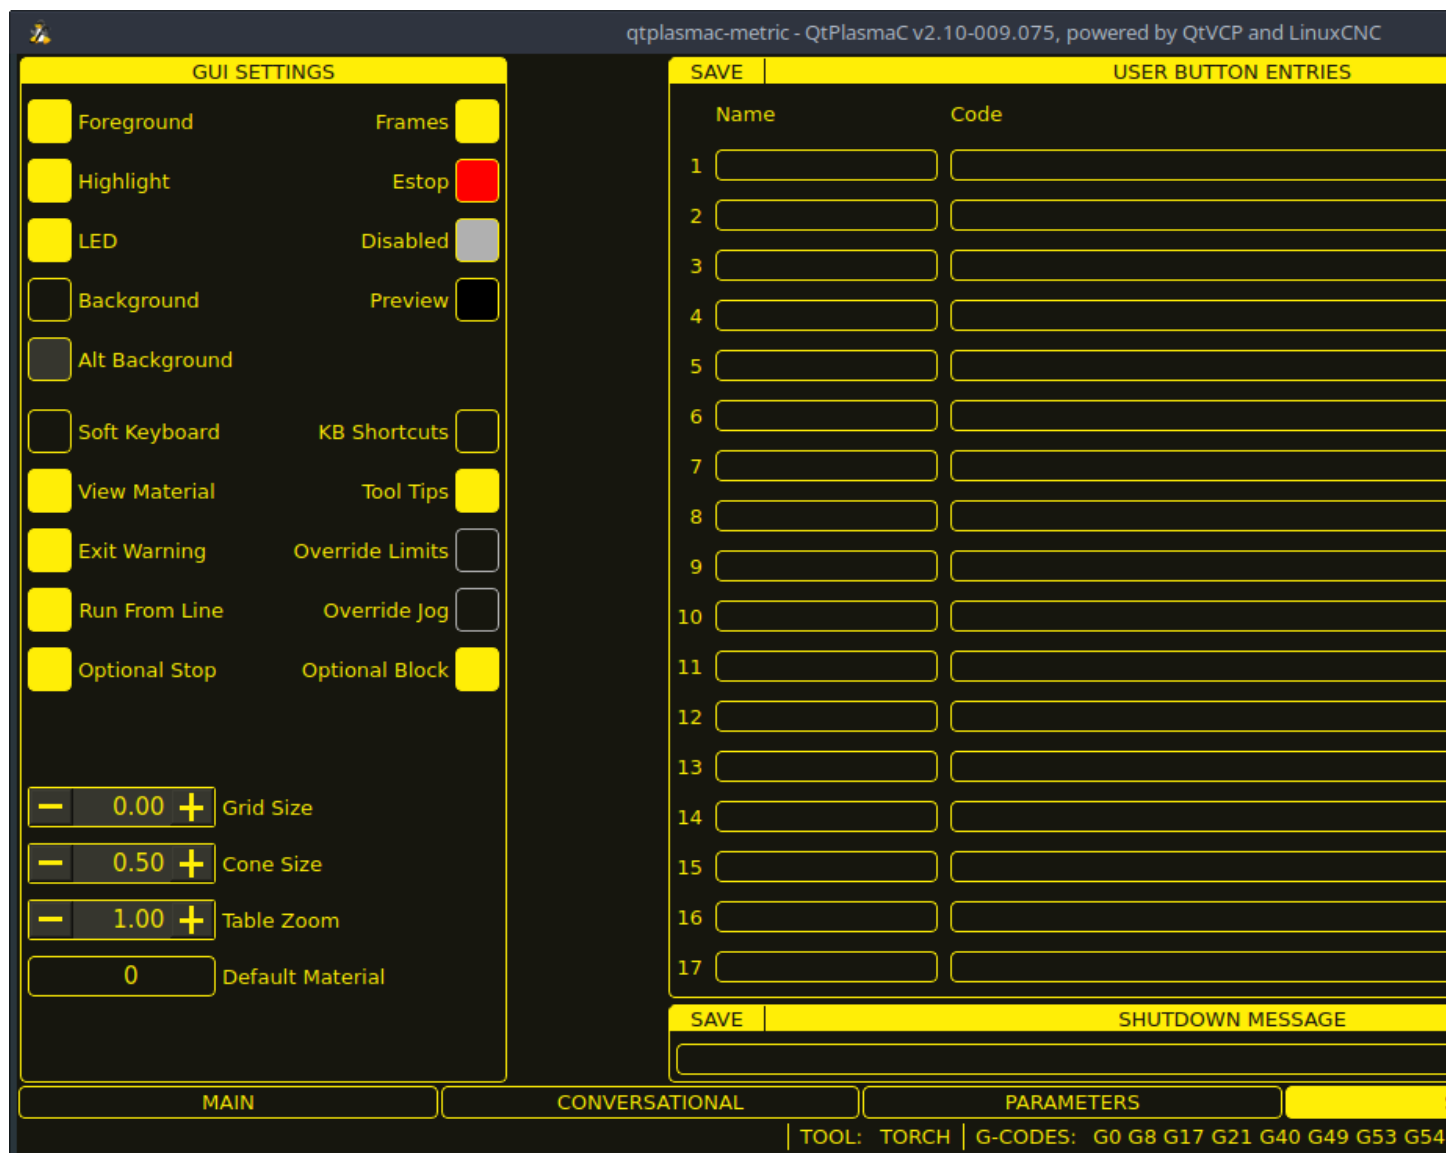 qtplasmac-metric - QtPlasmaC v2.10-009.075, powered by QtVCP and LinuxCNC
GUI SETTINGS
Foreground Frames
Highlight Estop
LED Disabled
Background Preview
Alt Background
Soft Keyboard KB Shortcuts
View Material Tool Tips
Exit Warning Override Limits
Run From Line Override Jog
Optional Stop Optional Block
0.00 Grid Size
0.50 Cone Size
1.00 Table Zoom
0 Default Material
SAVE USER BUTTON ENTRIES
Name Code
1
2
3
4
5
6
7
8
9
10
11
12
13
14
15
16
17
SAVE SHUTDOWN MESSAGE
MAIN CONVERSATIONAL PARAMETERS
TOOL: TORCH G-CODES: G0 G8 G17 G21 G40 G49 G53 G54